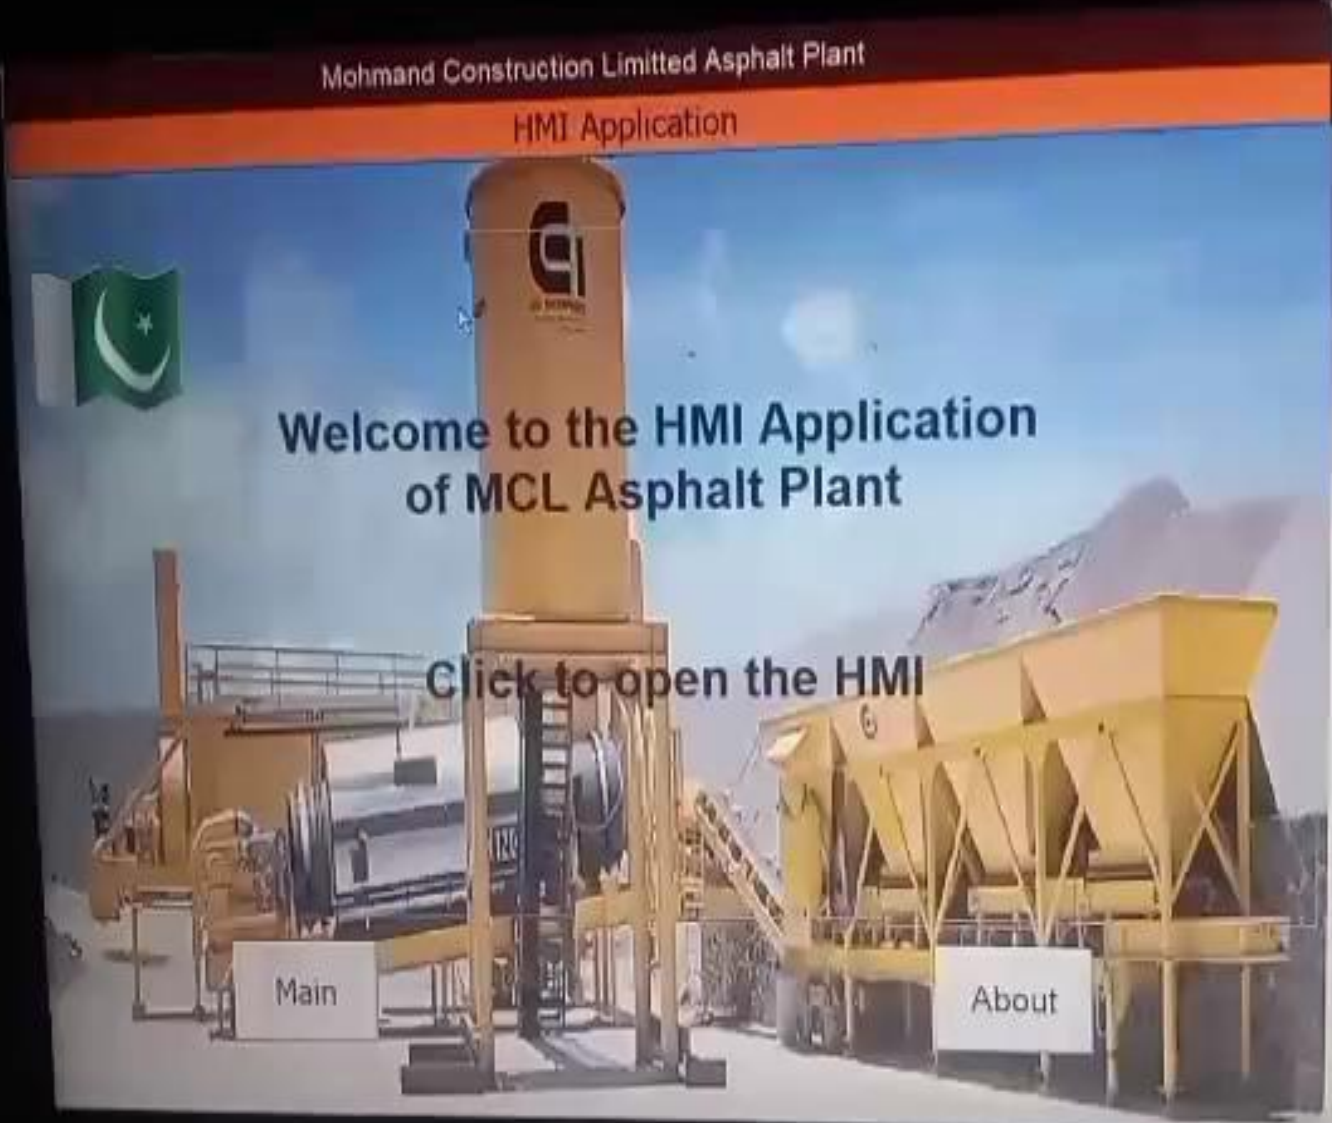 Mohmand Construction Limitted Asphalt Plant
HMI Application
Welcome to the HMI Application
of MCL Asphalt Plant
Click to open the HMI
Main
About